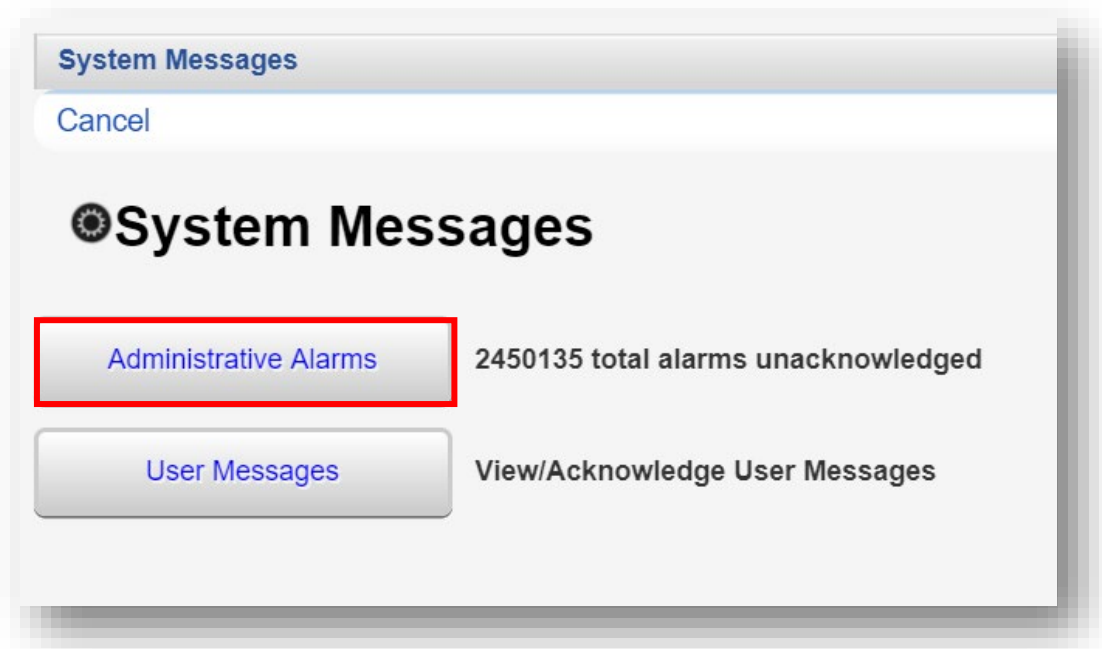 System Messages
Cancel
System Messages
Administrative Alarms 2450135 total alarms unacknowledged
User Messages View/Acknowledge User Messages